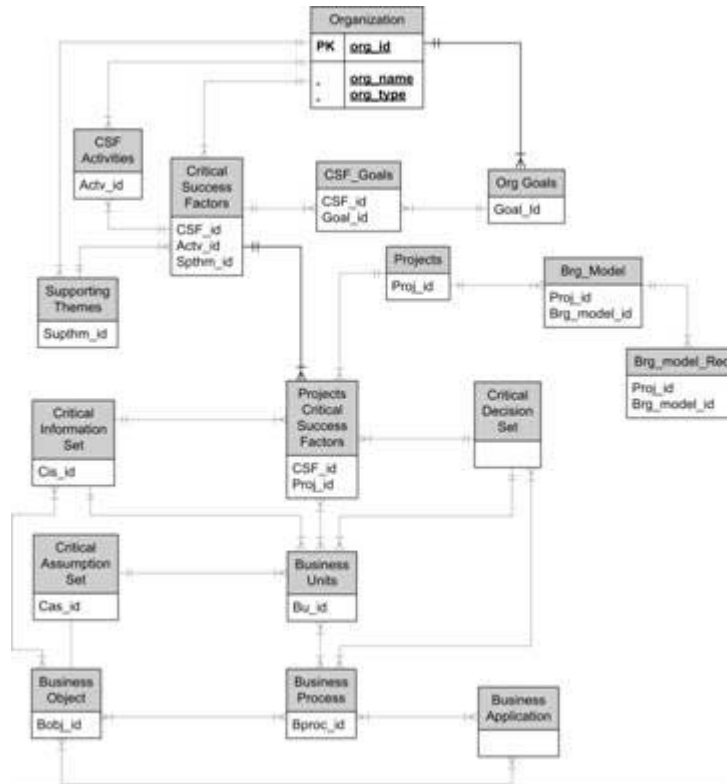 Organization
PK org_id
org_name
org_type
CSF
Activities
Actv_id
Critical
Success
Factors
CSF_id
Actv_id
Spthm_id
CSF_Goals
CSF_id
Goal_id
Org Goals
Goal_Id
Supporting
Themes
Supthm_id
Projects
Proj_id
Brg_Model
Proj_id
Brg_model_id
Brg_model_Req
Proj_id
Brg_model_id
Critical
Information
Set
Cis_id
Projects
Critical
Success
Factors
CSF_id
Proj_id
Critical
Decision
Set
Critical
Assumption
Set
Cas_id
Business
Units
Bu_id
Business
Object
Bobj_id
Business
Process
Bproc_id
Business
Application